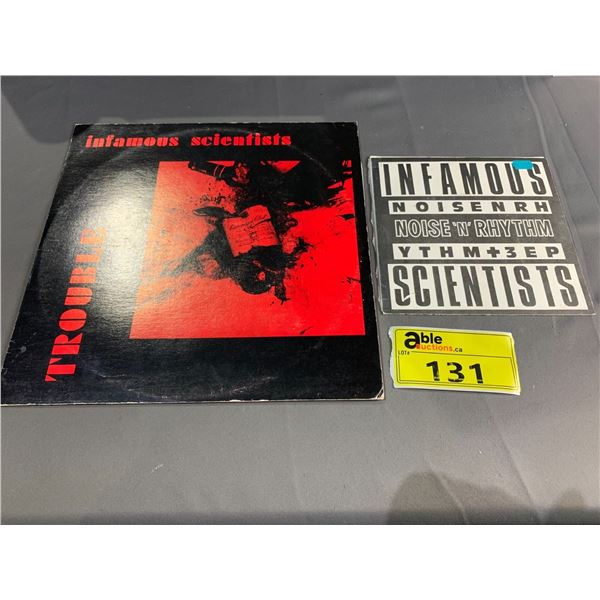 infamous scientists
TROUBLE
INFAMOUS
NOISENRH
NOISE 'N' RHYTHM
YTHM+3EP
SCIENTISTS
able
auctions.ca
LOT#
131